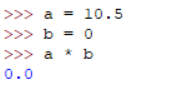 >>> a = 10.5
>>> b = 0
>>> a * b
0.0